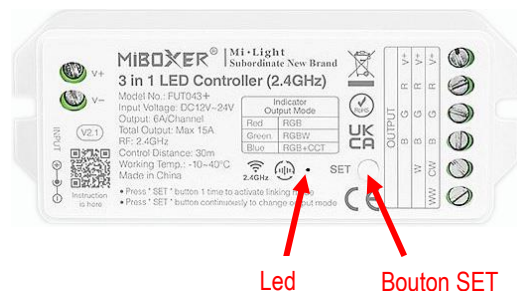 MiBOXER® Mi·Light
Subordinate New Brand
3 in 1 LED Controller (2.4GHz)
Model No.: FUT043+
Input Voltage: DC12V~24V
Output: 6A/Channel
Total Output: Max 15A
RF: 2.4GHz
Control Distance: 30m
Working Temp.: -10~40°C
Made in China
Indicator Output Mode
Red RGB
Green RGBW
Blue RGB+CCT
V+
V-
INPUT
V2.1
Instruction
is here
2.4GHz
SET
RoHS
UK
CA
CE
• Press " SET " button 1 time to activate linking
• Press " SET " button continuously to change output mode
OUTPUT
V+ V+ V+
R R R
G G G
B B B
W CW
WW
Led
Bouton SET